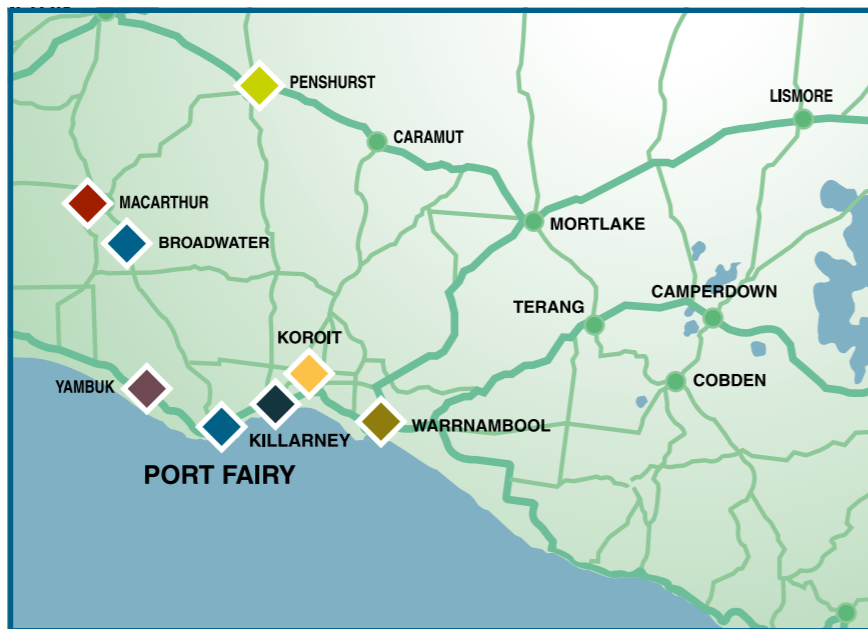 PENSHURST
LISMORE
CARAMUT
MACARTHUR
MORTLAKE
BROADWATER
CAMPERDOWN
TERANG
KOROIT
YAMBUK
COBDEN
KILLARNEY
WARRNAMBOOL
PORT FAIRY